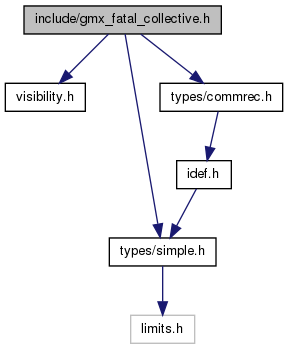 include/gmx_fatal_collective.h
visibility.h
types/commrec.h
idef.h
types/simple.h
limits.h